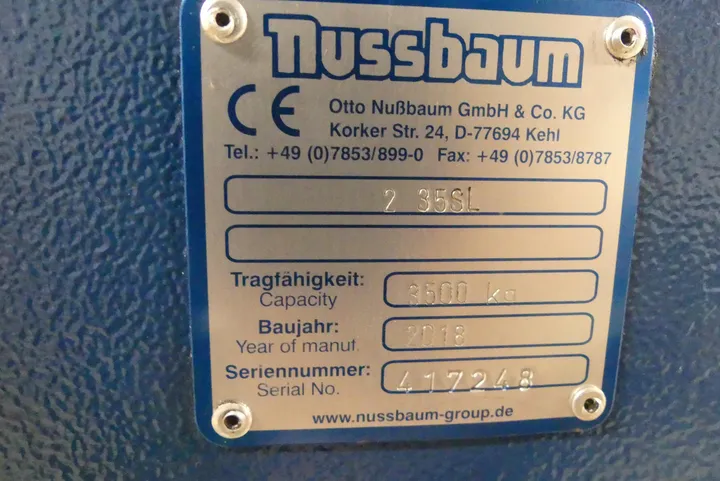 nussbaum
CE
Otto Nußbaum GmbH & Co. KG
Korker Str. 24, D-77694 Kehl
Tel.: +49 (0)7853/899-0 Fax: +49 (0)7853/8787
2 35SL
Tragfähigkeit: 3500 kg
Capacity
Baujahr: 2018
Year of manuf.
Seriennummer: 417248
Serial No.
www.nussbaum-group.de